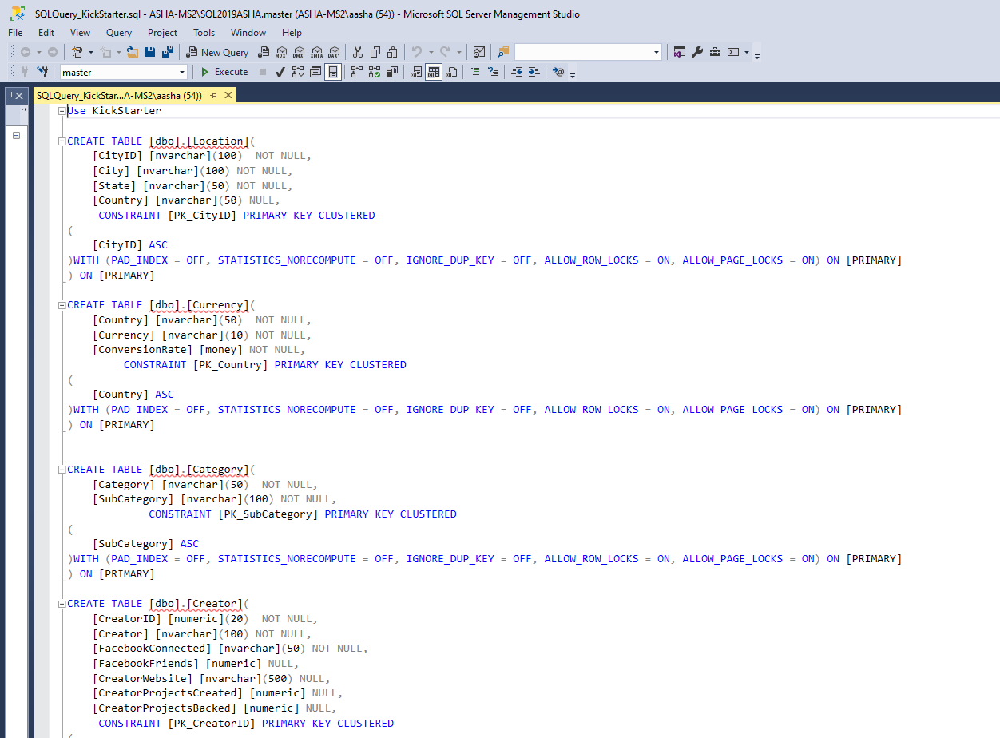 SQLQuery_KickStarter.sql - ASHA-MS2\SQL2019ASHA.master (ASHA-MS2\aasha (54)) - Microsoft SQL Server Management Studio
File Edit View Query Project Tools Window Help
New Query MDX DMX XMLA DAX
master Execute
SQLQuery_KickStar...A-MS2\aasha (54))
Use KickStarter
CREATE TABLE [dbo].[Location](
[CityID] [nvarchar](100)  NOT NULL,
[City] [nvarchar](100) NOT NULL,
[State] [nvarchar](50) NOT NULL,
[Country] [nvarchar](50) NULL,
CONSTRAINT [PK_CityID] PRIMARY KEY CLUSTERED
(
[CityID] ASC
)WITH (PAD_INDEX = OFF, STATISTICS_NORECOMPUTE = OFF, IGNORE_DUP_KEY = OFF, ALLOW_ROW_LOCKS = ON, ALLOW_PAGE_LOCKS = ON) ON [PRIMARY]
) ON [PRIMARY]
CREATE TABLE [dbo].[Currency](
[Country] [nvarchar](50)  NOT NULL,
[Currency] [nvarchar](10) NOT NULL,
[ConversionRate] [money] NOT NULL,
CONSTRAINT [PK_Country] PRIMARY KEY CLUSTERED
(
[Country] ASC
)WITH (PAD_INDEX = OFF, STATISTICS_NORECOMPUTE = OFF, IGNORE_DUP_KEY = OFF, ALLOW_ROW_LOCKS = ON, ALLOW_PAGE_LOCKS = ON) ON [PRIMARY]
) ON [PRIMARY]
CREATE TABLE [dbo].[Category](
[Category] [nvarchar](50)  NOT NULL,
[SubCategory] [nvarchar](100) NOT NULL,
CONSTRAINT [PK_SubCategory] PRIMARY KEY CLUSTERED
(
[SubCategory] ASC
)WITH (PAD_INDEX = OFF, STATISTICS_NORECOMPUTE = OFF, IGNORE_DUP_KEY = OFF, ALLOW_ROW_LOCKS = ON, ALLOW_PAGE_LOCKS = ON) ON [PRIMARY]
) ON [PRIMARY]
CREATE TABLE [dbo].[Creator](
[CreatorID] [numeric](20)  NOT NULL,
[Creator] [nvarchar](100) NOT NULL,
[FacebookConnected] [nvarchar](50) NOT NULL,
[FacebookFriends] [numeric] NULL,
[CreatorWebsite] [nvarchar](500) NULL,
[CreatorProjectsCreated] [numeric] NULL,
[CreatorProjectsBacked] [numeric] NULL,
CONSTRAINT [PK_CreatorID] PRIMARY KEY CLUSTERED
(